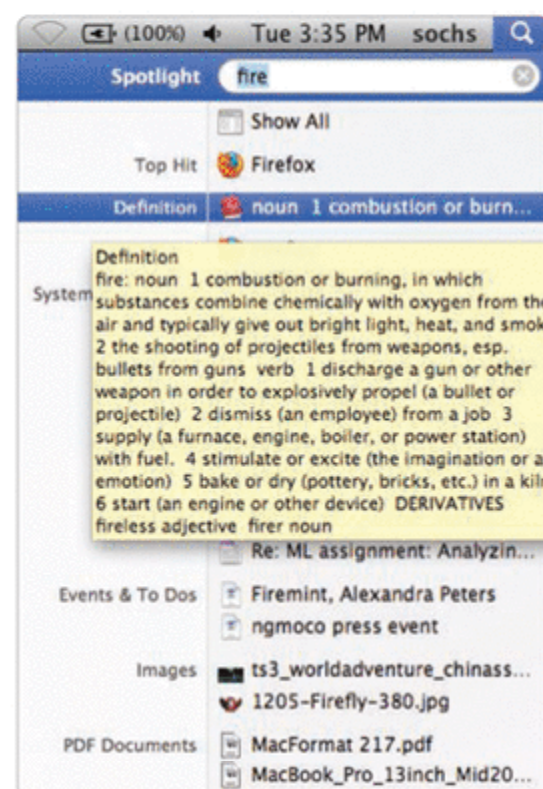 (100%) Tue 3:35 PM sochs
Spotlight fire
Show All
Top Hit Firefox
Definition noun 1 combustion or burn...
Definition
fire: noun 1 combustion or burning, in which
System substances combine chemically with oxygen from the
air and typically give out bright light, heat, and smok
2 the shooting of projectiles from weapons, esp.
bullets from guns verb 1 discharge a gun or other
weapon in order to explosively propel (a bullet or
projectile) 2 dismiss (an employee) from a job 3
supply (a furnace, engine, boiler, or power station)
with fuel. 4 stimulate or excite (the imagination or a
emotion) 5 bake or dry (pottery, bricks, etc.) in a kil
6 start (an engine or other device) DERIVATIVES
fireless adjective firer noun
Re: ML assignment: Analyzin...
Events & To Dos Firemint, Alexandra Peters
ngmoco press event
Images ts3_worldadventure_chinass...
1205-Firefly-380.jpg
PDF Documents MacFormat 217.pdf
MacBook_Pro_13inch_Mid20...